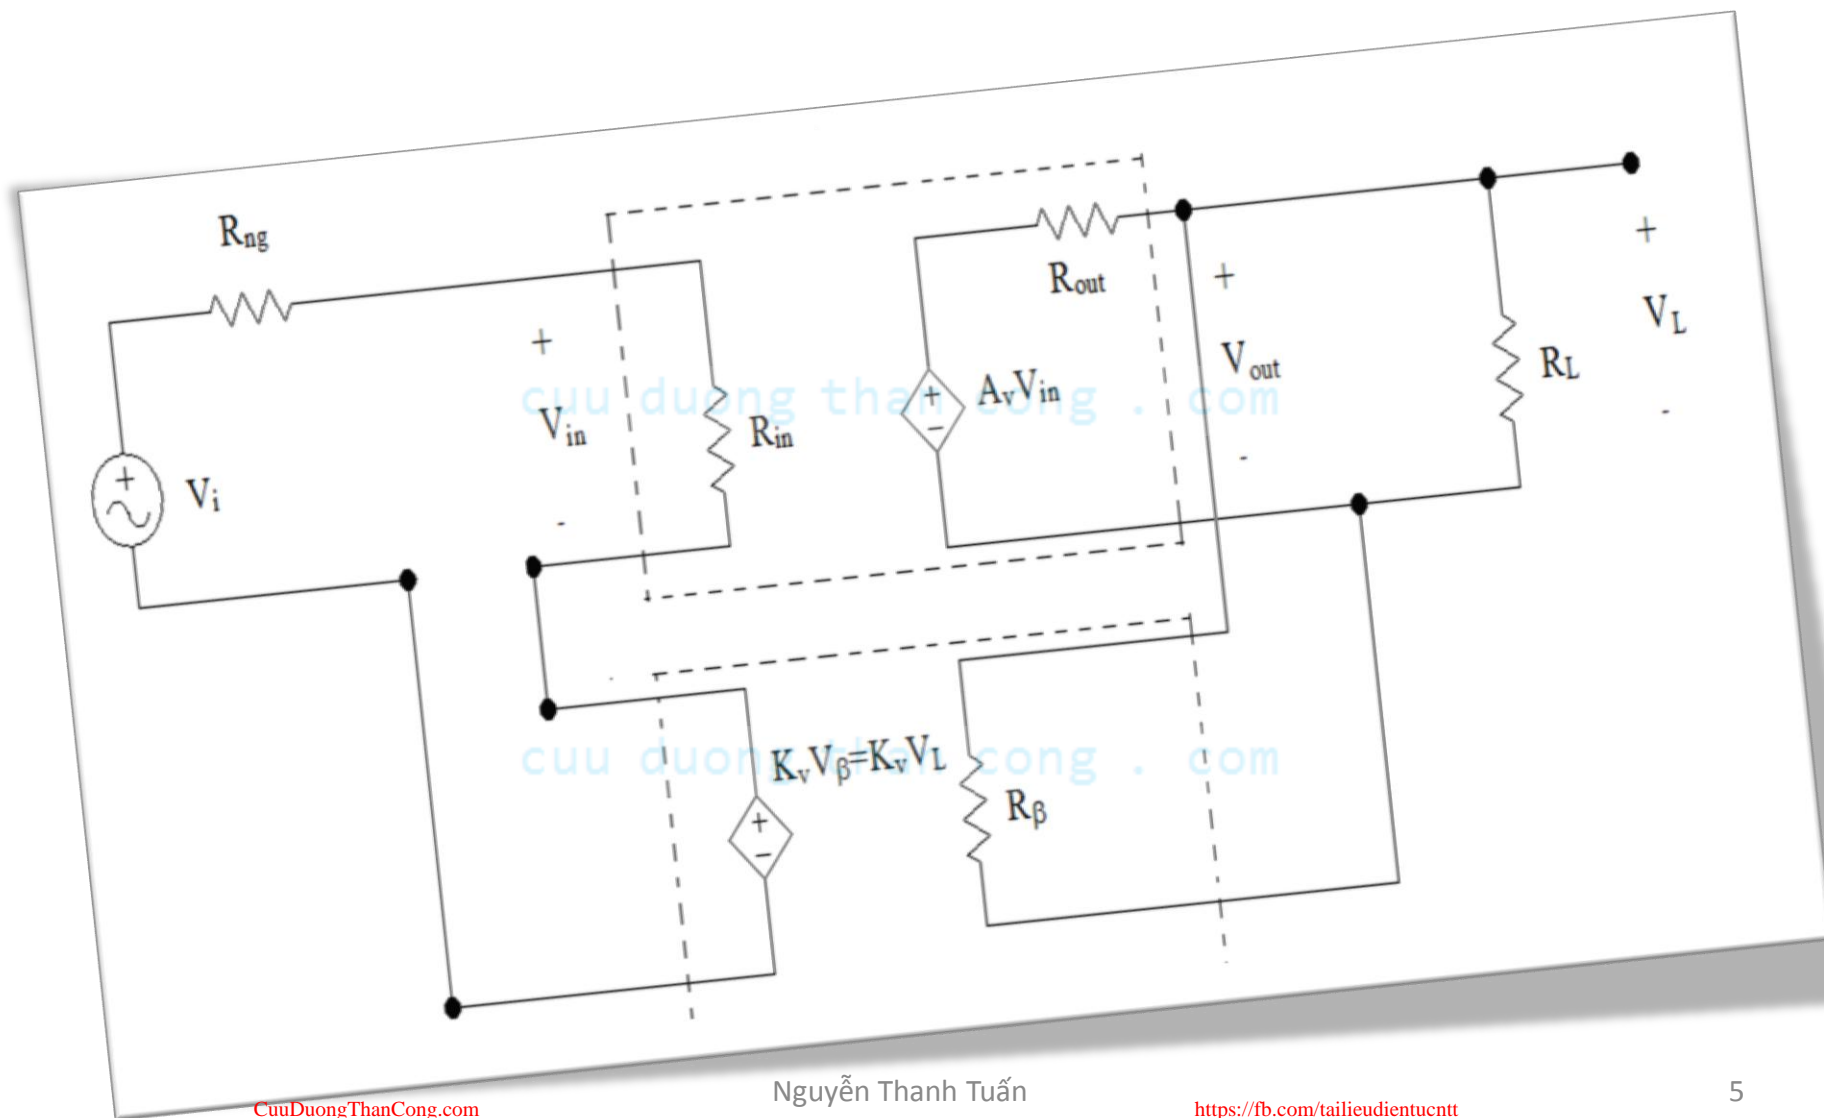 Rng
+
Vin
-
Vi
+
Rin
Rout
AvVin
+
-
+
Vout
-
RL
+
VL
-
cuu duong than cong . com
KvVβ=KvVL
+
-
Rβ
cuu duong than cong . com
Nguyễn Thanh Tuấn
5
CuuDuongThanCong.com
https://fb.com/tailieudientucntt